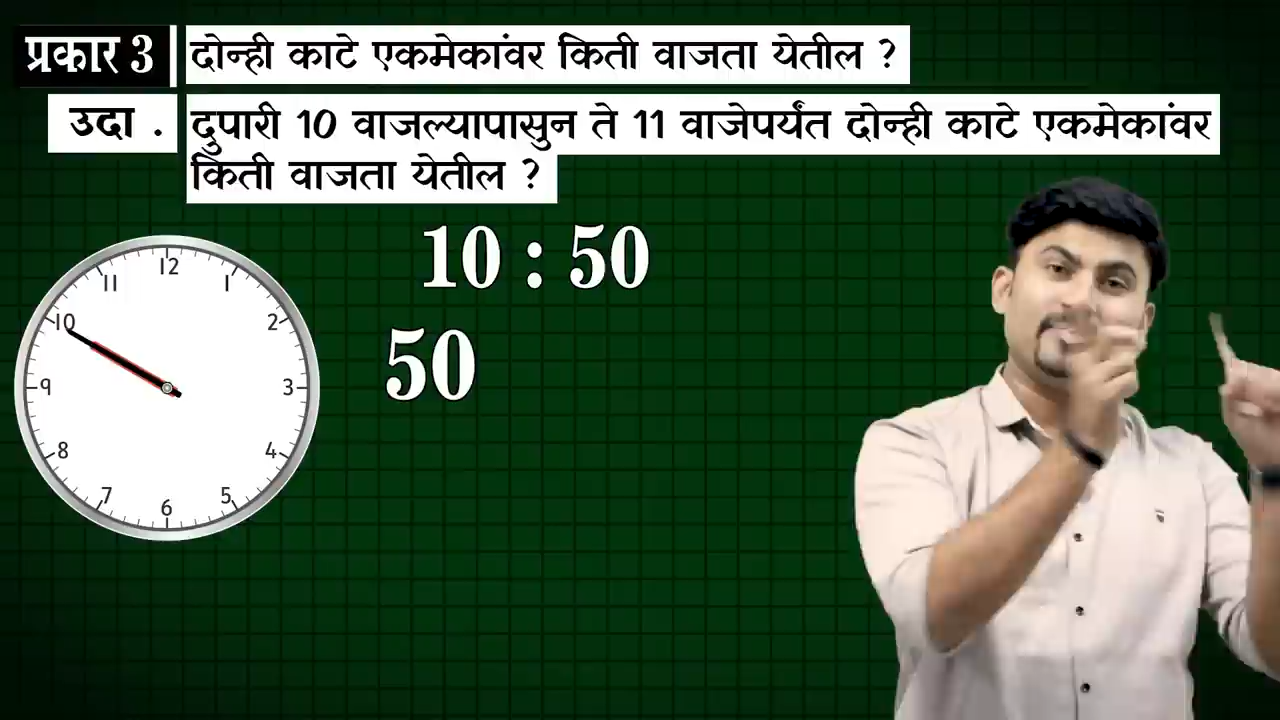 प्रकार 3 दोन्ही काटे एकमेकांवर किती वाजता येतील ?
उदा . दुपारी 10 वाजल्यापासुन ते 11 वाजेपर्यंत दोन्ही काटे एकमेकांवर
किती वाजता येतील ?
10 : 50
50
12
11 1
10 2
9 3
8 4
7 5
6